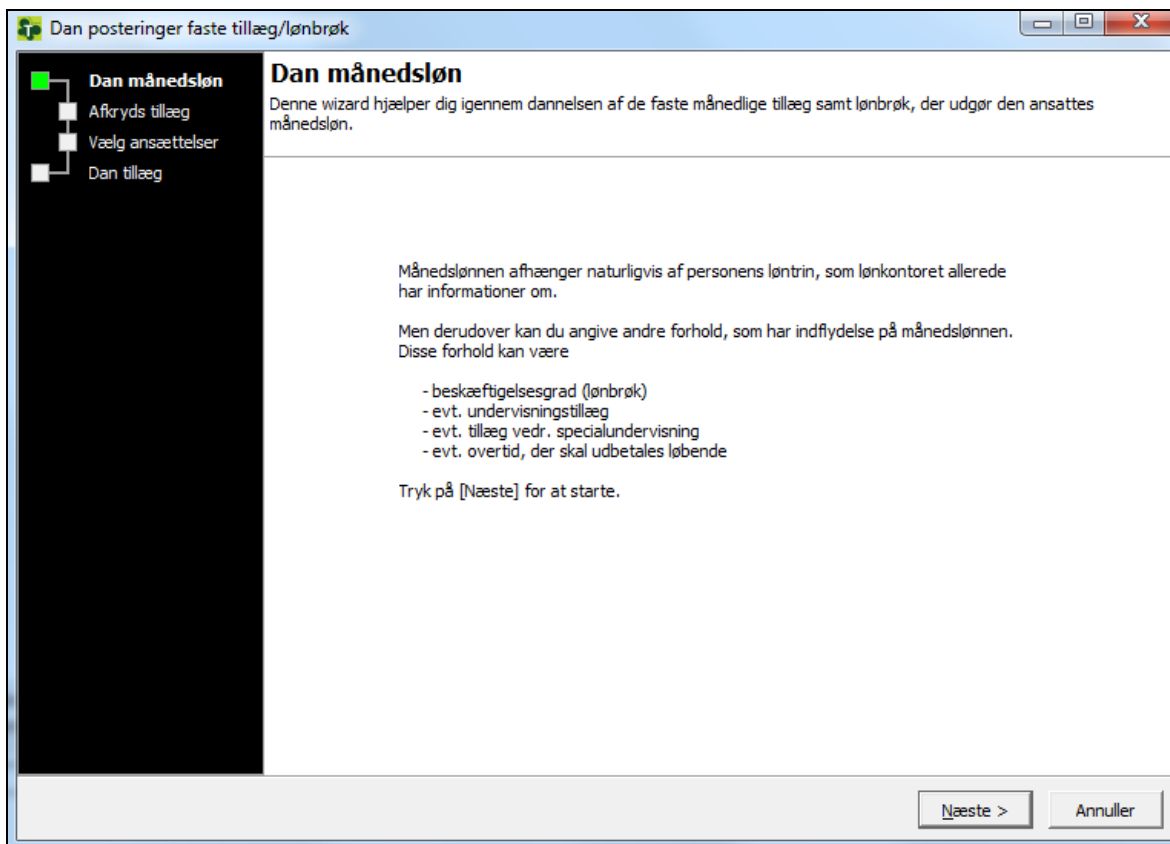 Dan posteringer faste tillæg/lønbrøk
Dan månedsløn
Afkryds tillæg
Vælg ansættelser
Dan tillæg
Dan månedsløn
Denne wizard hjælper dig igennem dannelsen af de faste månedlige tillæg samt lønbrøk, der udgør den ansattes
månedsløn.
Månedslønnen afhænger naturligvis af personens løntrin, som lønkontoret allerede
har informationer om.
Men derudover kan du angive andre forhold, som har indflydelse på månedslønnen.
Disse forhold kan være
- beskæftigelsesgrad (lønbrøk)
- evt. undervisningstillæg
- evt. tillæg vedr. specialundervisning
- evt. overtid, der skal udbetales løbende
Tryk på [Næste] for at starte.
Næste >
Annuller